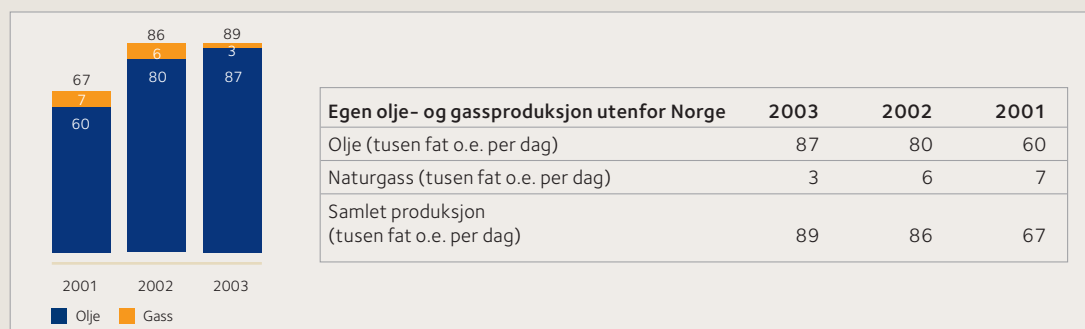 67
7
60
86
6
80
89
3
87
2001 2002 2003
Olje Gass
Egen olje- og gassproduksjon utenfor Norge 2003 2002 2001
Olje (tusen fat o.e. per dag) 87 80 60
Naturgass (tusen fat o.e. per dag) 3 6 7
Samlet produksjon
(tusen fat o.e. per dag) 89 86 67